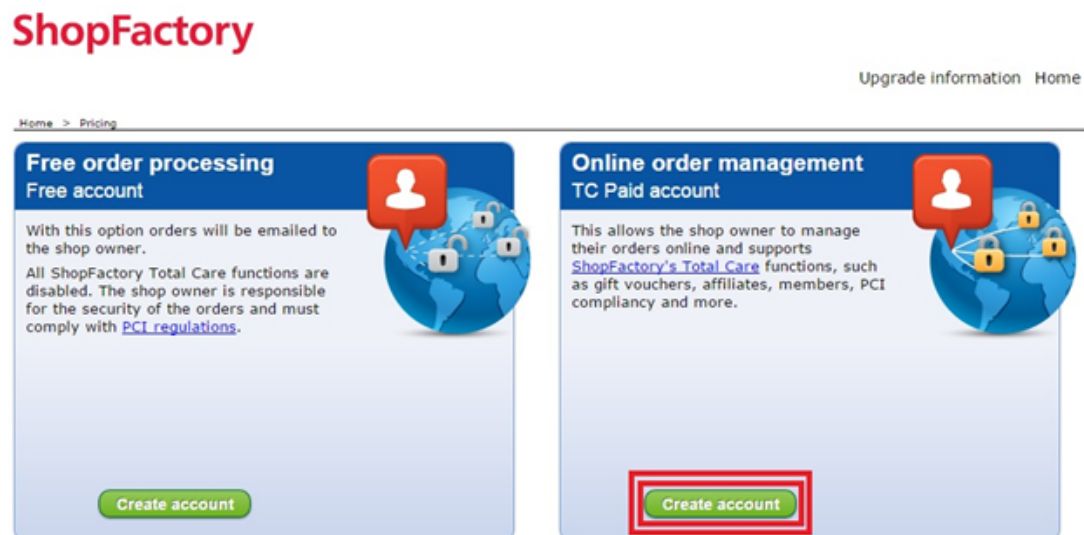 ShopFactory
Upgrade information Home
Home > Pricing
Free order processing
Free account
With this option orders will be emailed to
the shop owner.
All ShopFactory Total Care functions are
disabled. The shop owner is responsible
for the security of the orders and must
comply with PCI regulations.
Create account
Online order management
TC Paid account
This allows the shop owner to manage
their orders online and supports
ShopFactory's Total Care functions, such
as gift vouchers, affiliates, members, PCI
compliancy and more.
Create account